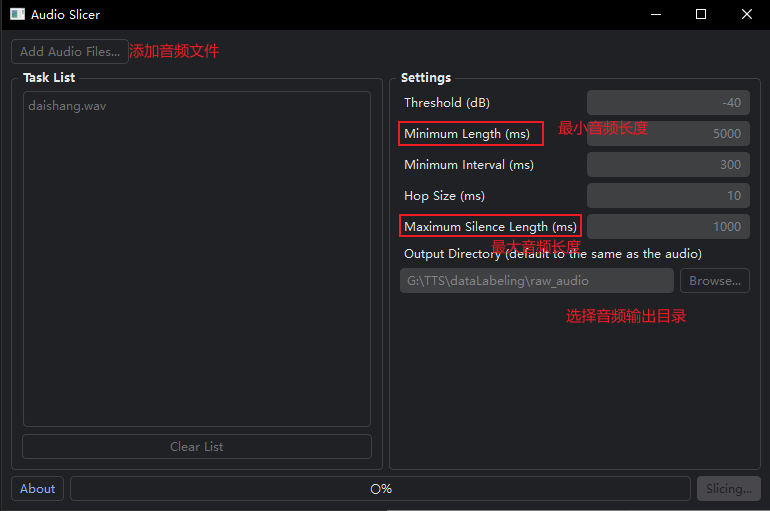 Audio Slicer
Add Audio Files... 添加音频文件
Task List
daishang.wav
Clear List
Settings
Threshold (dB) -40
最小音频长度
Minimum Length (ms) 5000
Minimum Interval (ms) 300
Hop Size (ms) 10
Maximum Silence Length (ms) 1000
最大音频长度
Output Directory (default to the same as the audio)
G:\TTS\dataLabeling\raw_audio Browse...
选择音频输出目录
About 0% Slicing...